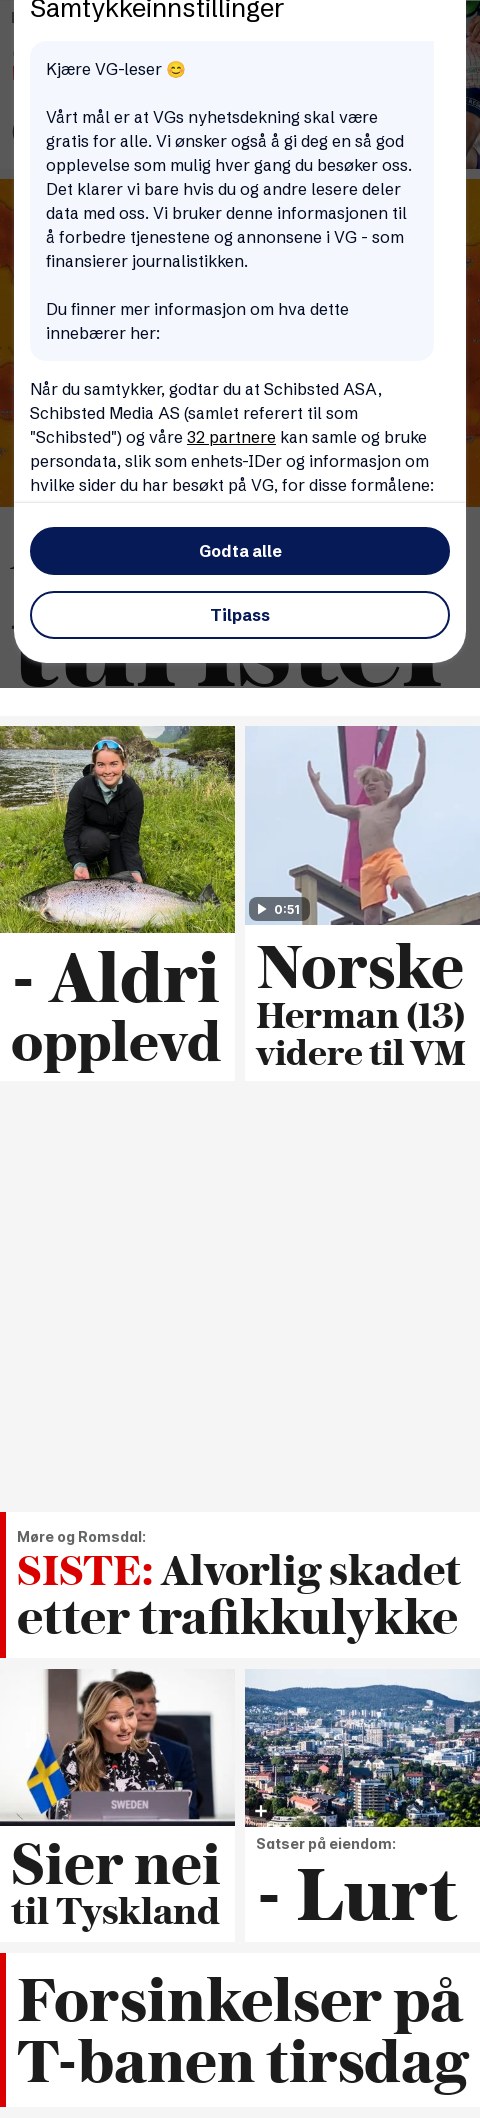 Samtykkeinnstillinger
Kjære VG-leser 😊
Vårt mål er at VGs nyhetsdekning skal være
gratis for alle. Vi ønsker også å gi deg en så god
opplevelse som mulig hver gang du besøker oss.
Det klarer vi bare hvis du og andre lesere deler
data med oss. Vi bruker denne informasjonen til
å forbedre tjenestene og annonsene i VG - som
finansierer journalistikken.
Du finner mer informasjon om hva dette
innebærer her:
Når du samtykker, godtar du at Schibsted ASA,
Schibsted Media AS (samlet referert til som
"Schibsted") og våre 32 partnere kan samle og bruke
persondata, slik som enhets-IDer og informasjon om
hvilke sider du har besøkt på VG, for disse formålene:
Godta alle
Tilpass
turister
0:51
- Aldri
opplevd
Norske
Herman (13)
videre til VM
Møre og Romsdal:
SISTE: Alvorlig skadet
etter trafikkulykke
SWEDEN
Sier nei
til Tyskland
Satser på eiendom:
- Lurt
Forsinkelser på
T-banen tirsdag